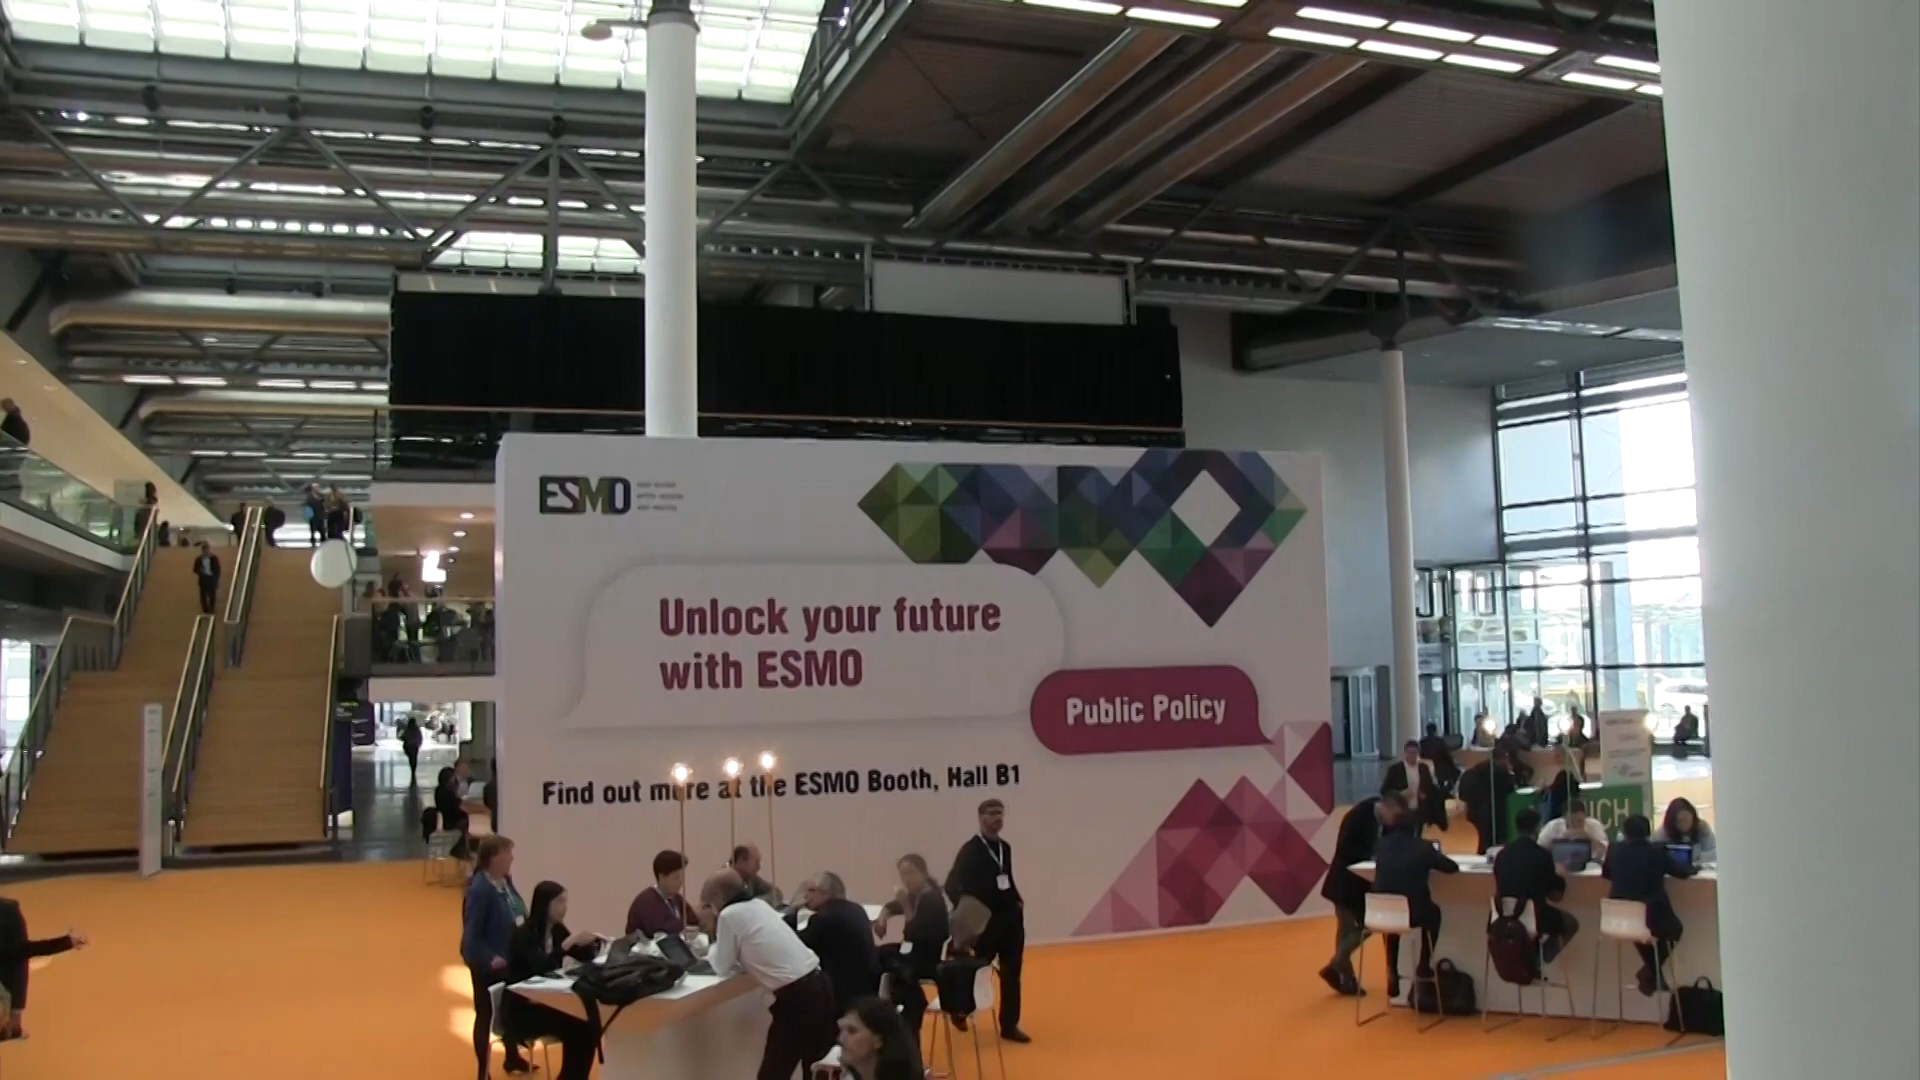 ESMO
Unlock your future
with ESMO
Public Policy
Find out more at the ESMO Booth, Hall B1